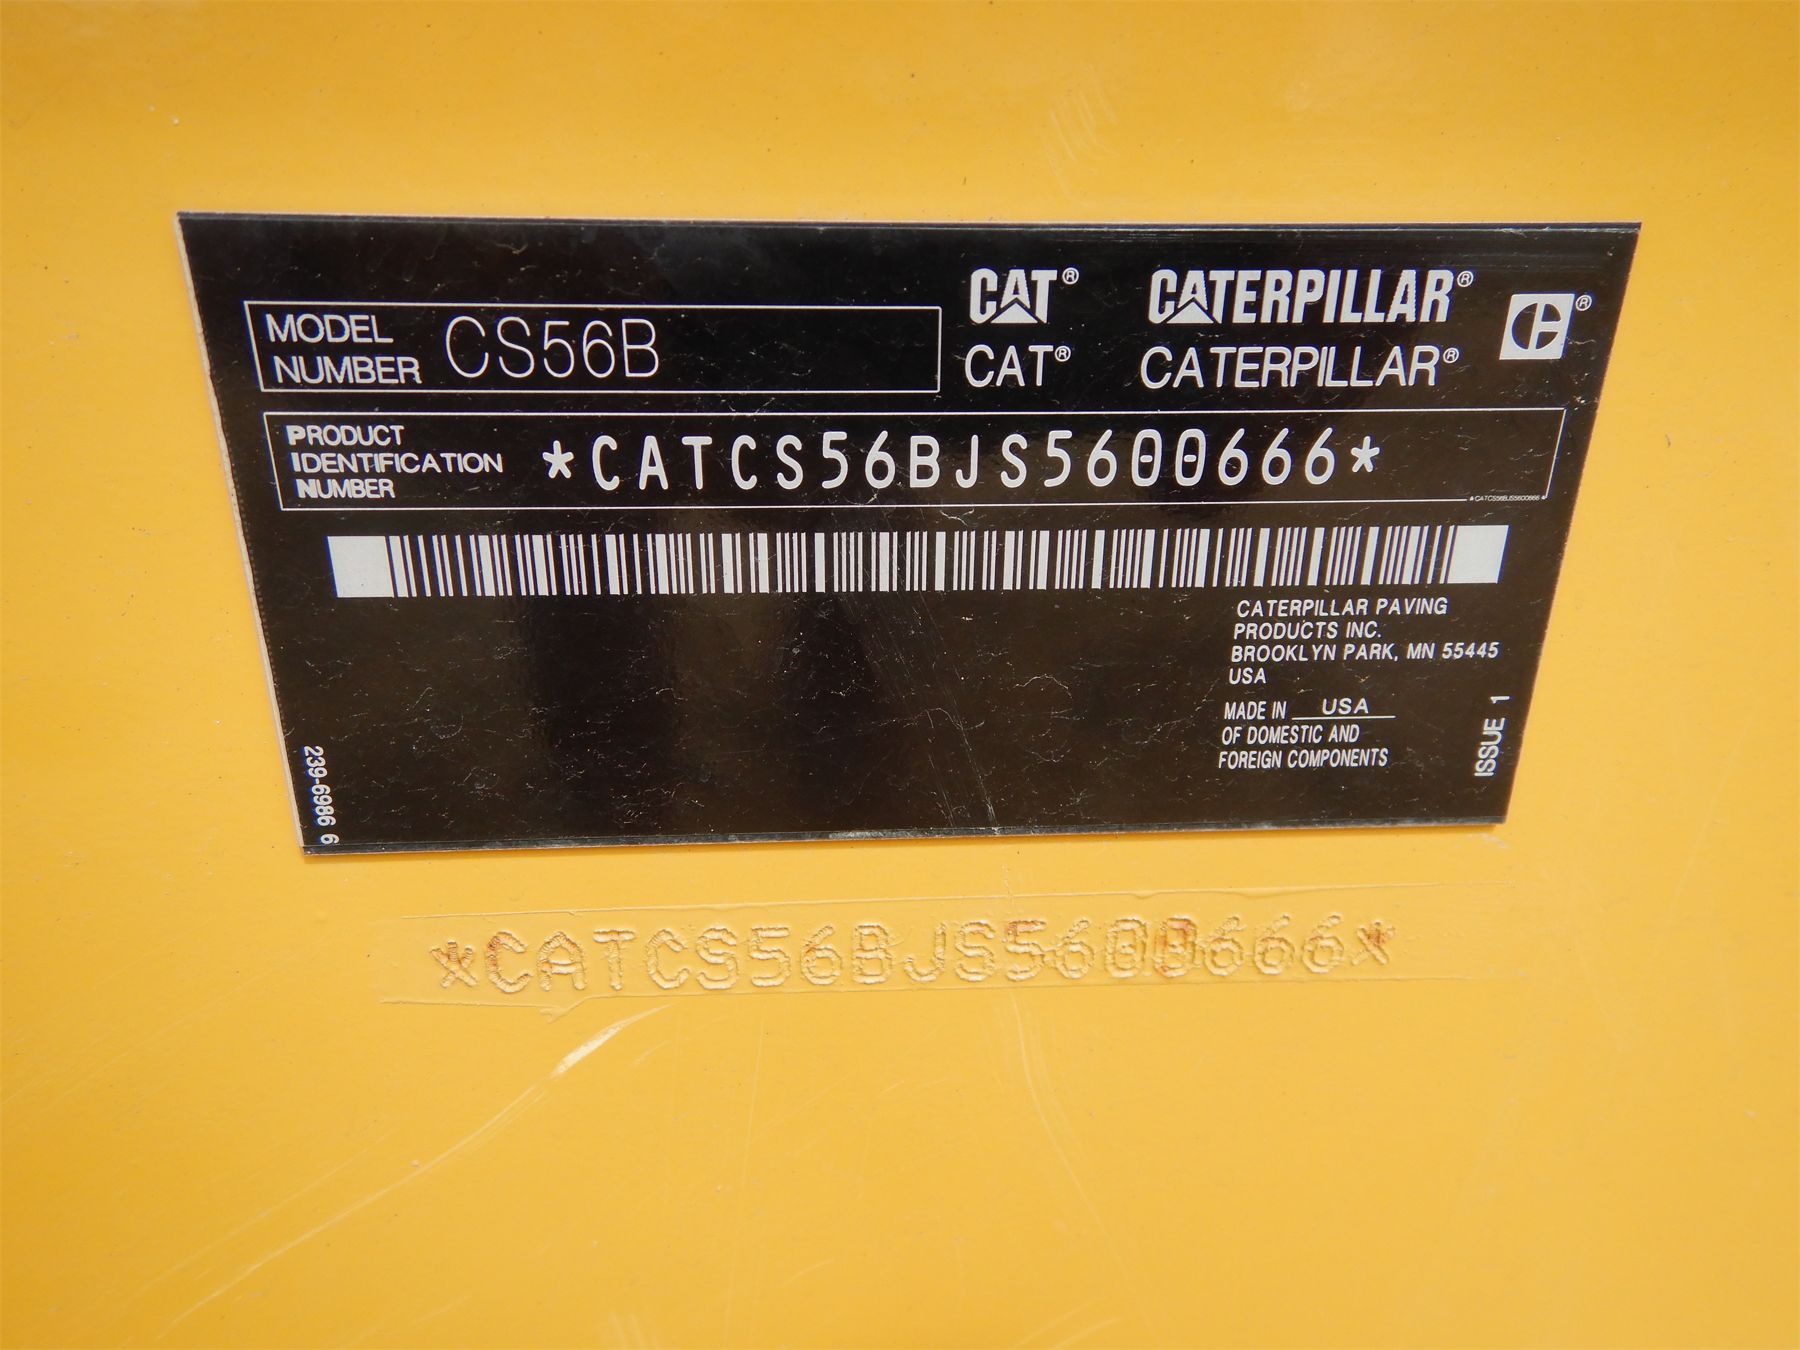 CAT® CATERPILLAR® ®
CAT® CATERPILLAR®
MODEL
NUMBER CS56B
PRODUCT
IDENTIFICATION
NUMBER
*CATCS56BJS5600666*
*CATCS56BJS5600666*
CATERPILLAR PAVING
PRODUCTS INC.
BROOKLYN PARK, MN 55445
USA
MADE IN USA
OF DOMESTIC AND
FOREIGN COMPONENTS
ISSUE 1
239-6986 6
*CATCS56BJS5600666*